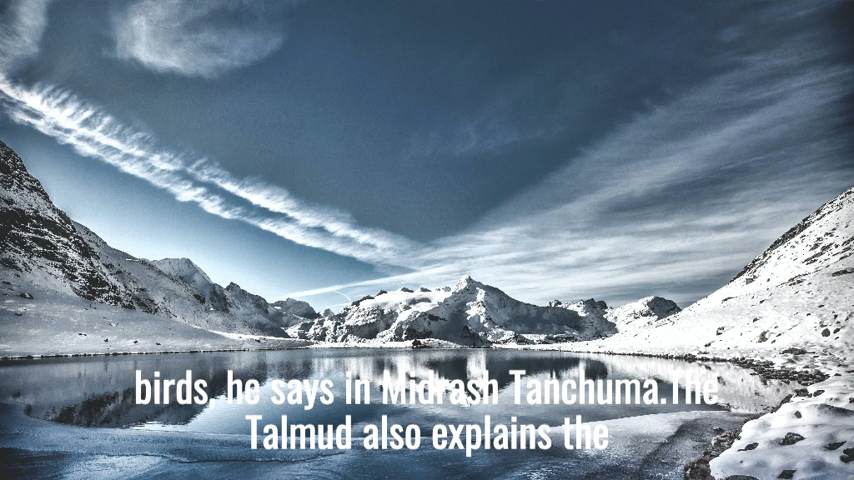 birds, he says in Midrash Tanchuma.The
Talmud also explains the